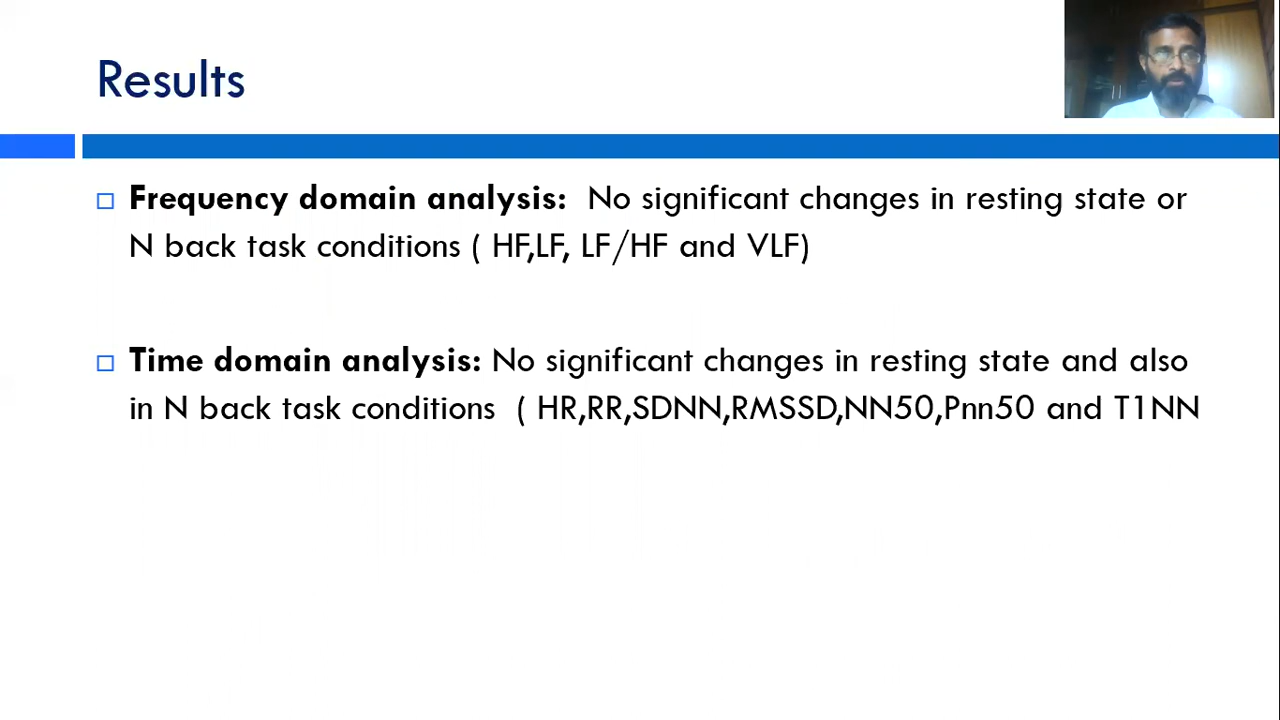 Results
Frequency domain analysis: No significant changes in resting state or
N back task conditions ( HF,LF, LF/HF and VLF)
Time domain analysis: No significant changes in resting state and also
in N back task conditions ( HR,RR,SDNN,RMSSD,NN50,Pnn50 and T1NN